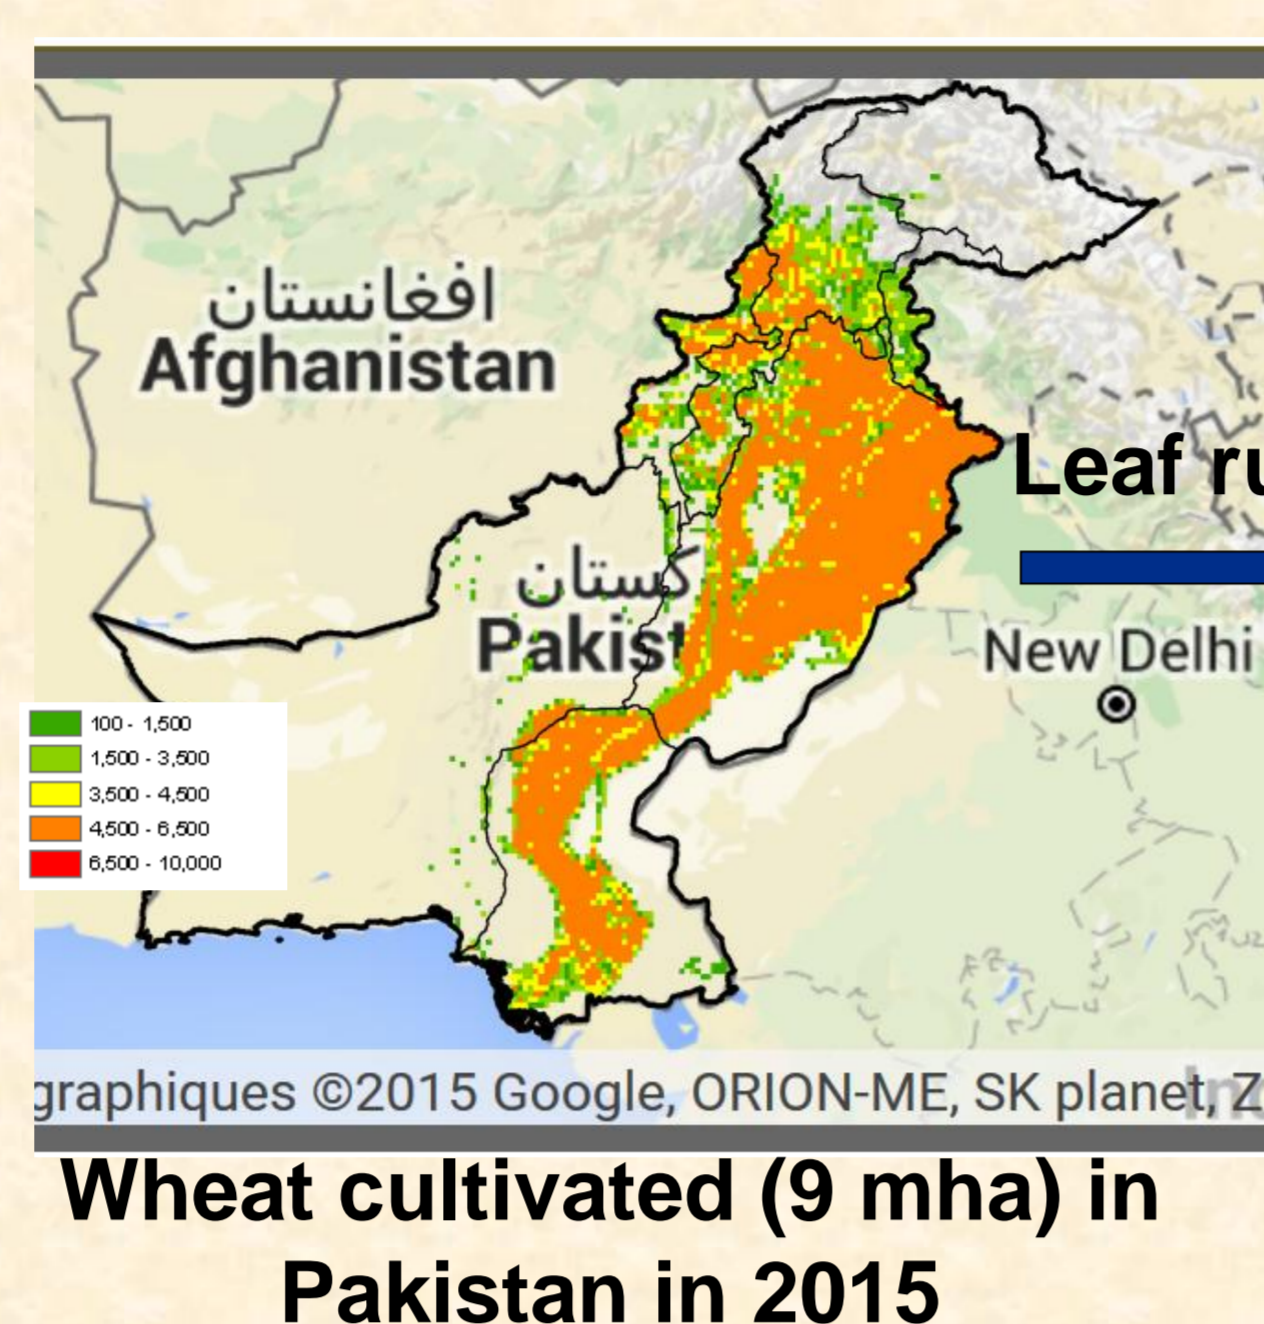 افغانستان
Afghanistan
Leaf ru
كستان
Pakist
New Delhi
100 - 1,500
1,500 - 3,500
3,500 - 4,500
4,500 - 6,500
6,500 - 10,000
graphiques ©2015 Google, ORION-ME, SK planet, Z
Wheat cultivated (9 mha) in
Pakistan in 2015